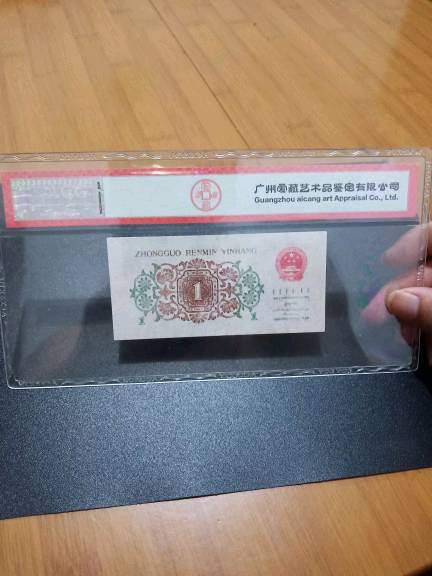 广州爱藏艺术品鉴定有限公司
Guangzhou aicang art Appraisal Co., Ltd.
ZHONGGUO RENMIN YINHANG
1